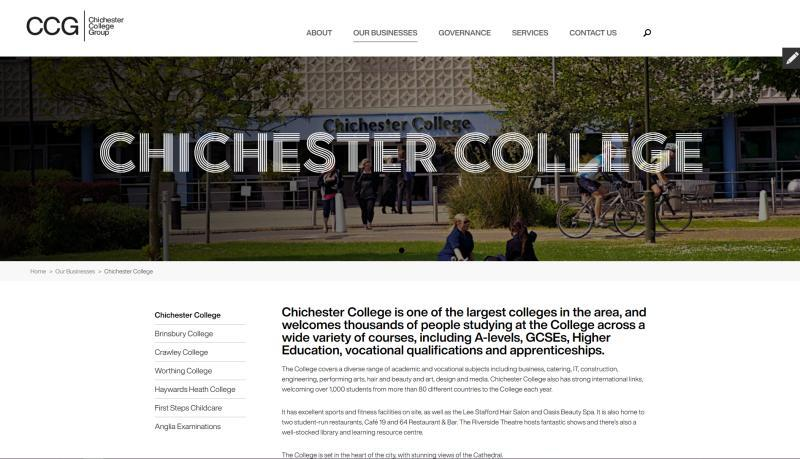 CCG
Chichester
College
Group
ABOUT
OUR BUSINESSES
GOVERNANCE
SERVICES
CONTACT US
Chichester College
CHICHESTER COLLEGE
Home > Our Businesses > Chichester College
Chichester College
Brinsbury College
Crawley College
Worthing College
Haywards Heath College
First Steps Childcare
Anglia Examinations
Chichester College is one of the largest colleges in the area, and
welcomes thousands of people studying at the College across a
wide variety of courses, including A-levels, GCSEs, Higher
Education, vocational qualifications and apprenticeships.
The College covers a diverse range of academic and vocational subjects including business, catering, IT, construction,
engineering, performing arts, hair and beauty and art, design and media. Chichester College also has strong international links,
welcoming over 1,000 students from more than 80 different countries to the College each year.
It has excellent sports and fitness facilities on site, as well as the Lee Stafford Hair Salon and Oasis Beauty Spa. It is also home to
two student-run restaurants, Café 19 and 64 Restaurant & Bar. The Riverside Theatre hosts fantastic shows and there's also a
well-stocked library and learning resource centre.
The College is set in the heart of the city, with stunning views of the Cathedral.